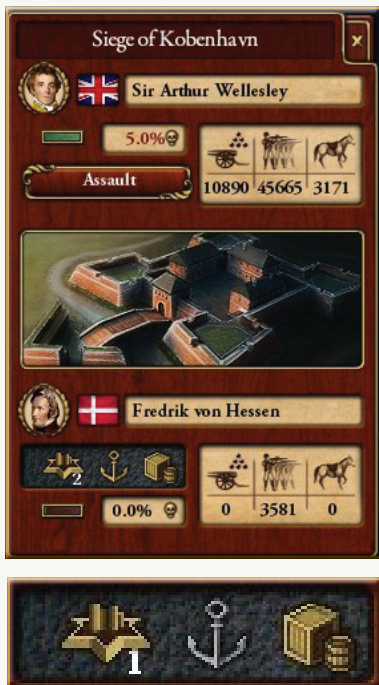 Siege of Kobenhavn
x
Sir Arthur Wellesley
5.0%
Assault
10890 45665 3171
Fredrik von Hessen
2
0.0%
0 3581 0
1